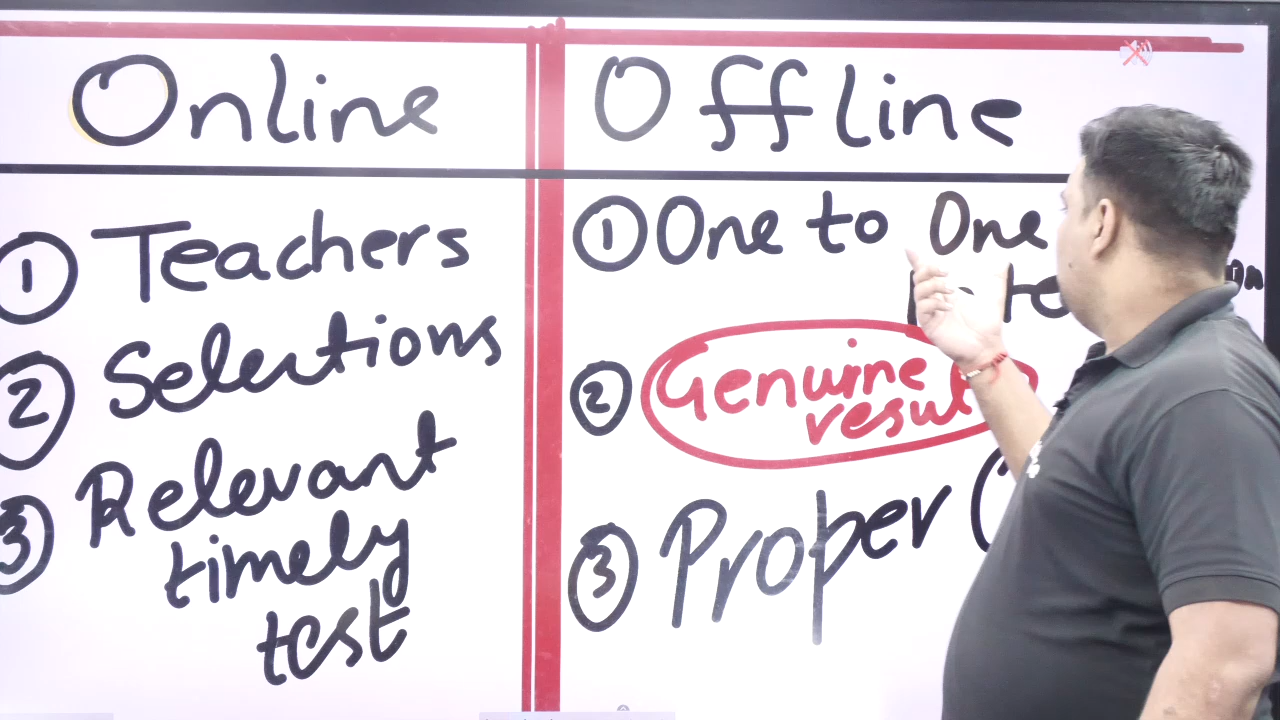 Online
Offline
① Teachers
② Selections
③ Relevant
timely
test
① One to One
② Genuine
③ Proper